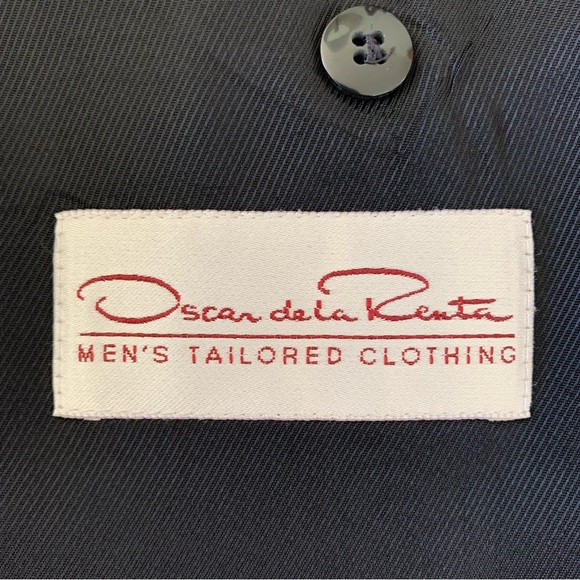 Oscar de la Renta
MEN'S TAILORED CLOTHING